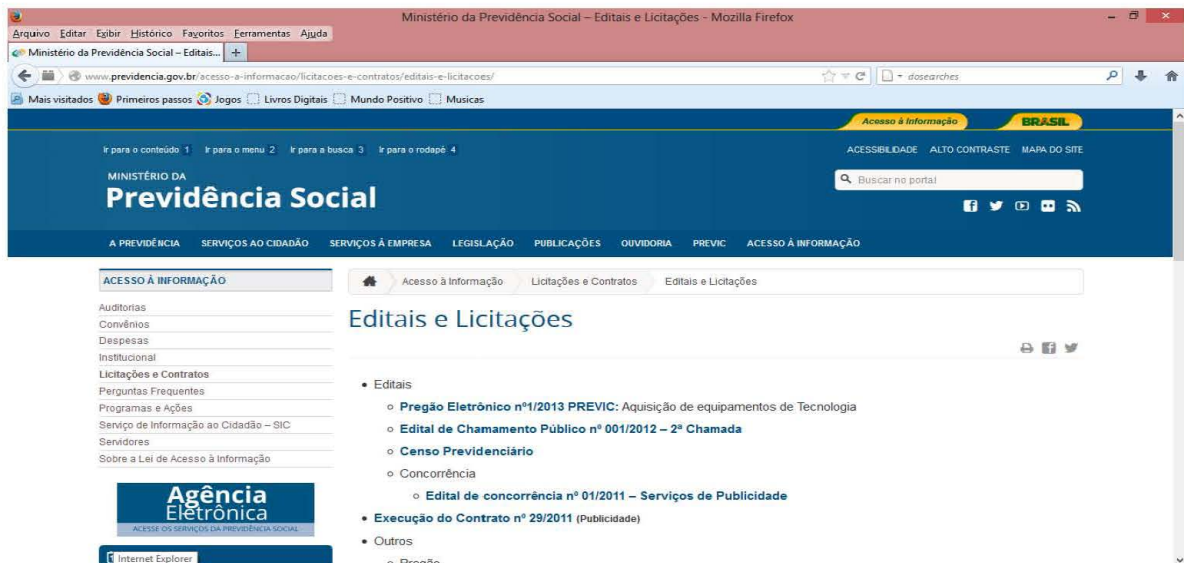 Ministério da Previdência Social – Editais e Licitações - Mozilla Firefox
Arquivo Editar Exibir Histórico Favoritos Ferramentas Ajuda
Ministério da Previdência Social – Editais... +
www.previdencia.gov.br/acesso-a-informacao/licitacoes-e-contratos/editais-e-licitacoes/ dosearches
Mais visitados Primeiros passos Jogos Livros Digitais Mundo Positivo Musicas
Acesso à Informação BRASIL
Ir para o conteúdo 1 Ir para o menu 2 Ir para a busca 3 Ir para o rodapé 4 ACESSIBILIDADE ALTO CONTRASTE MAPA DO SITE
MINISTÉRIO DA
Previdência Social
Buscar no portal
A PREVIDÊNCIA SERVIÇOS AO CIDADÃO SERVIÇOS À EMPRESA LEGISLAÇÃO PUBLICAÇÕES OUVIDORIA PREVIC ACESSO À INFORMAÇÃO
ACESSO À INFORMAÇÃO
Auditorias
Convênios
Despesas
Institucional
Licitações e Contratos
Perguntas Frequentes
Programas e Ações
Serviço de Informação ao Cidadão – SIC
Servidores
Sobre a Lei de Acesso à Informação
Agência
Eletrônica
ACESSE OS SERVIÇOS DA PREVIDÊNCIA SOCIAL
Internet Explorer
Acesso à Informação Licitações e Contratos Editais e Licitações
Editais e Licitações
• Editais
○ Pregão Eletrônico nº1/2013 PREVIC: Aquisição de equipamentos de Tecnologia
○ Edital de Chamamento Público nº 001/2012 – 2ª Chamada
○ Censo Previdenciário
○ Concorrência
○ Edital de concorrência nº 01/2011 – Serviços de Publicidade
• Execução do Contrato nº 29/2011 (Publicidade)
• Outros
○ Pregão